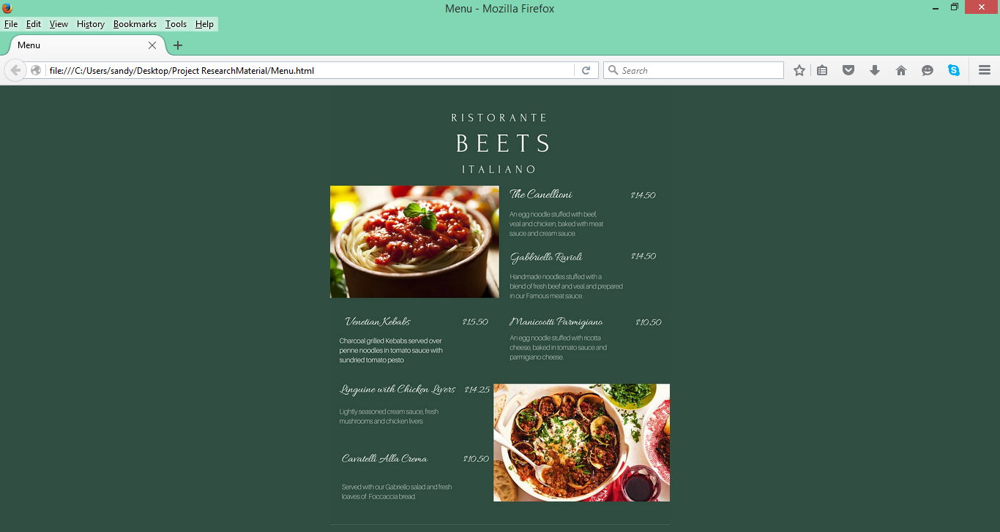 Menu - Mozilla Firefox
File Edit View History Bookmarks Tools Help
Menu
file:///C:/Users/sandy/Desktop/Project ResearchMaterial/Menu.html
Search
RISTORANTE
BEETS
ITALIANO
The Canellioni $14.50
An egg noodle stuffed with beef,
veal and chicken, baked with meat
sauce and cream sauce.
Gabbriello Ravioli $14.50
Handmade noodles stuffed with a
blend of fresh beef and veal and prepared
in our Famous meat sauce.
Venetian Kebabs $15.50
Charcoal grilled Kebabs served over
penne noodles in tomato sauce with
sundried tomato pesto
Manicootti Parmigiano $10.50
An egg noodle stuffed with ricotta
cheese, baked in tomato sauce and
parmigiano cheese.
Linguine with Chicken Livers $14.25
Lightly seasoned cream sauce, fresh
mushrooms and chicken livers
Cavatelli Alla Crema $10.50
Served with our Gabriello salad and fresh
loaves of Foccaccia bread.